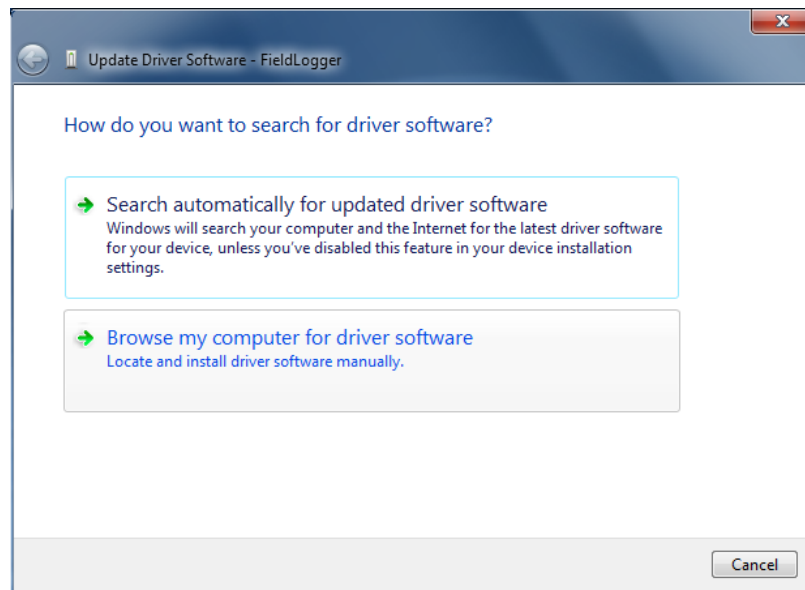 Update Driver Software - FieldLogger
How do you want to search for driver software?
Search automatically for updated driver software
Windows will search your computer and the Internet for the latest driver software
for your device, unless you've disabled this feature in your device installation
settings.
Browse my computer for driver software
Locate and install driver software manually.
Cancel